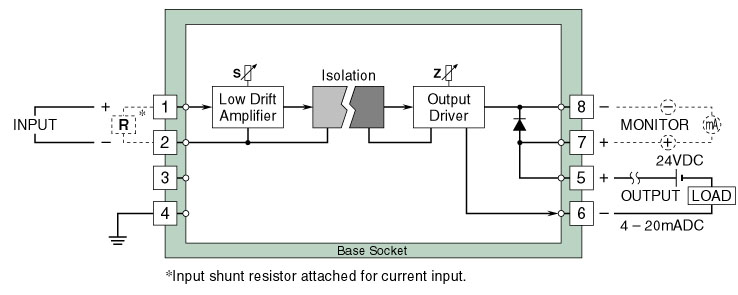 S
Z
Isolation
INPUT
+
−
*
R
1
2
3
4
Low Drift
Amplifier
Output
Driver
8
7
5
6
−
+
+
−
MONITOR
−
+
mA
24VDC
OUTPUT
LOAD
4 – 20mADC
Base Socket
*Input shunt resistor attached for current input.